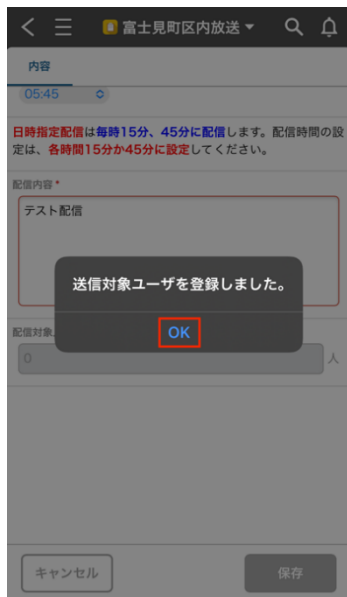 富士見町区内放送
内容
05:45
日時指定配信は毎時15分、45分に配信します。配信時間の設
定は、各時間15分か45分に設定してください。
配信内容*
テスト配信
送信対象ユーザを登録しました。
OK
配信対象
0
人
キャンセル
保存